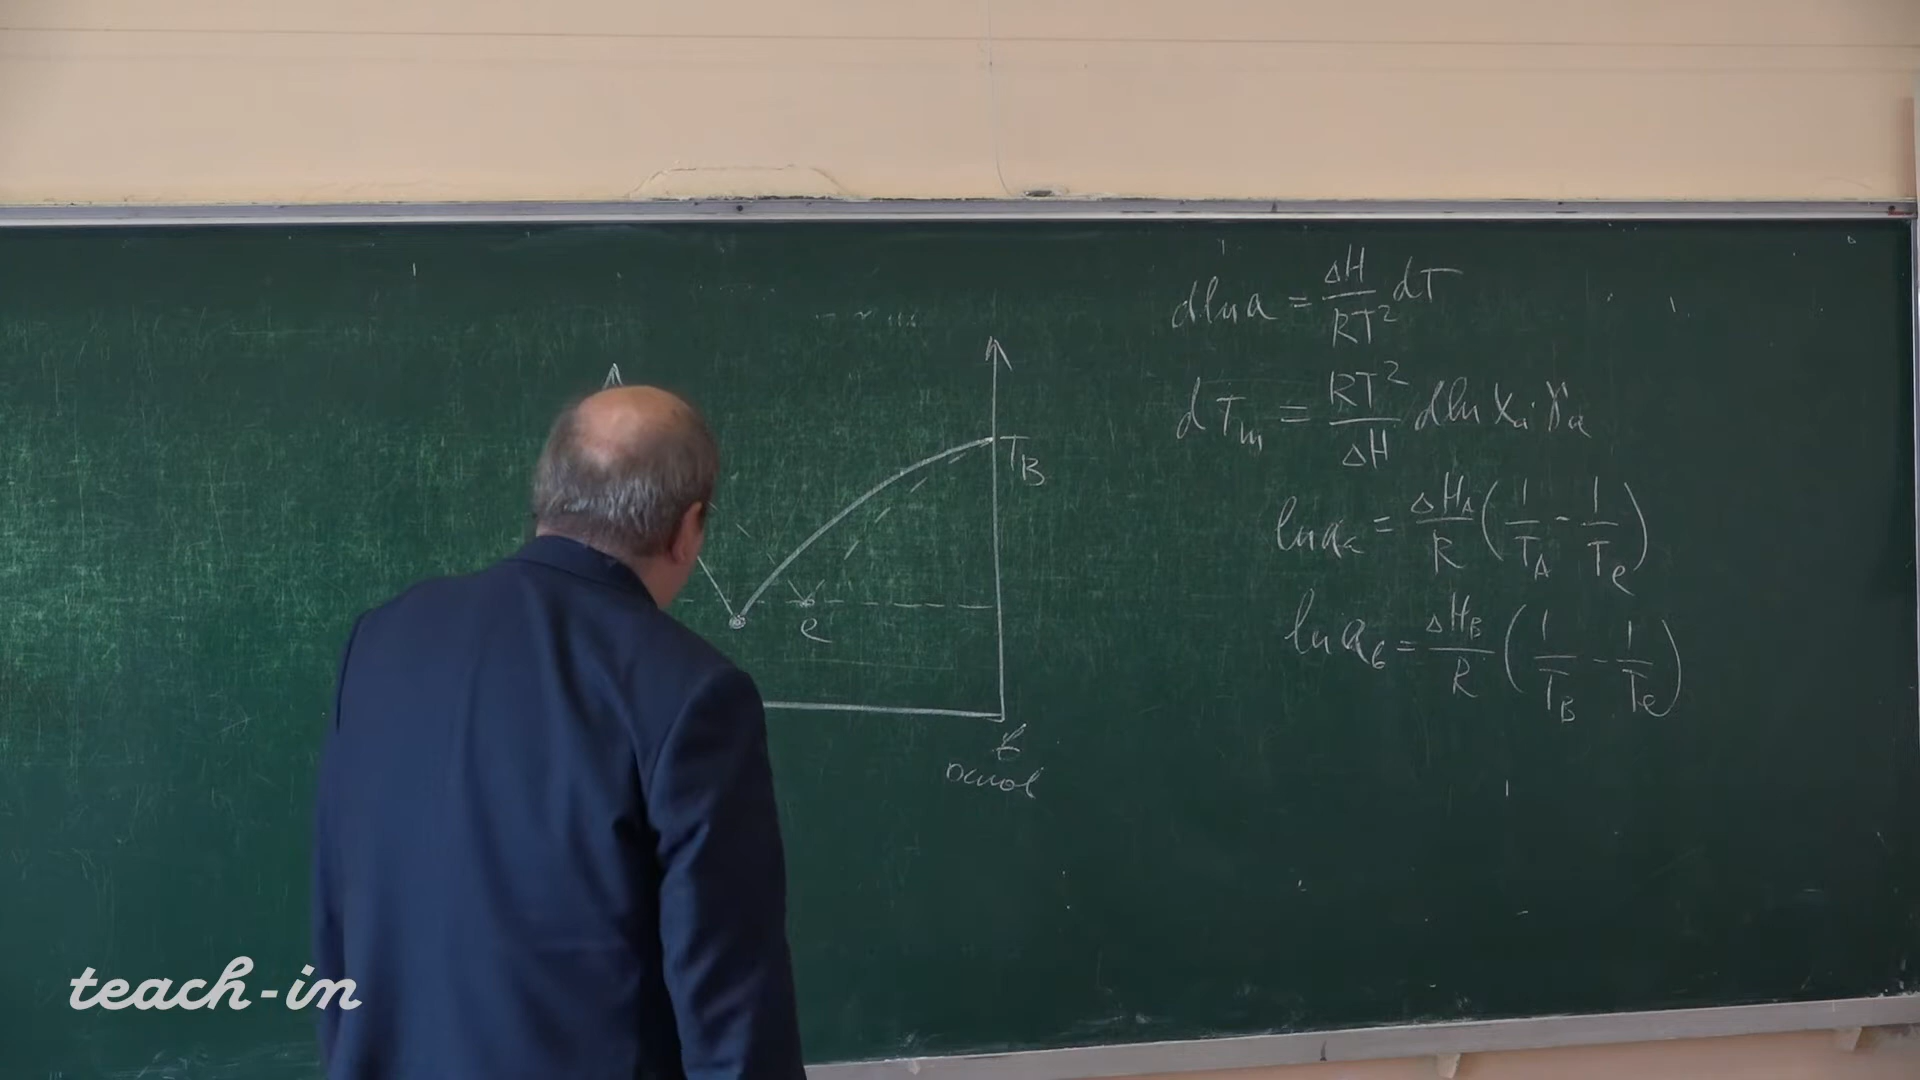 d ln a = ΔH/RT² dT
dT_m = RT²/ΔH d ln x_a γ_a
ln a_a = ΔH_A/R (1/T_A - 1/T_e)
ln a_б = ΔH_B/R (1/T_B - 1/T_e)
T_B
e
teach-in